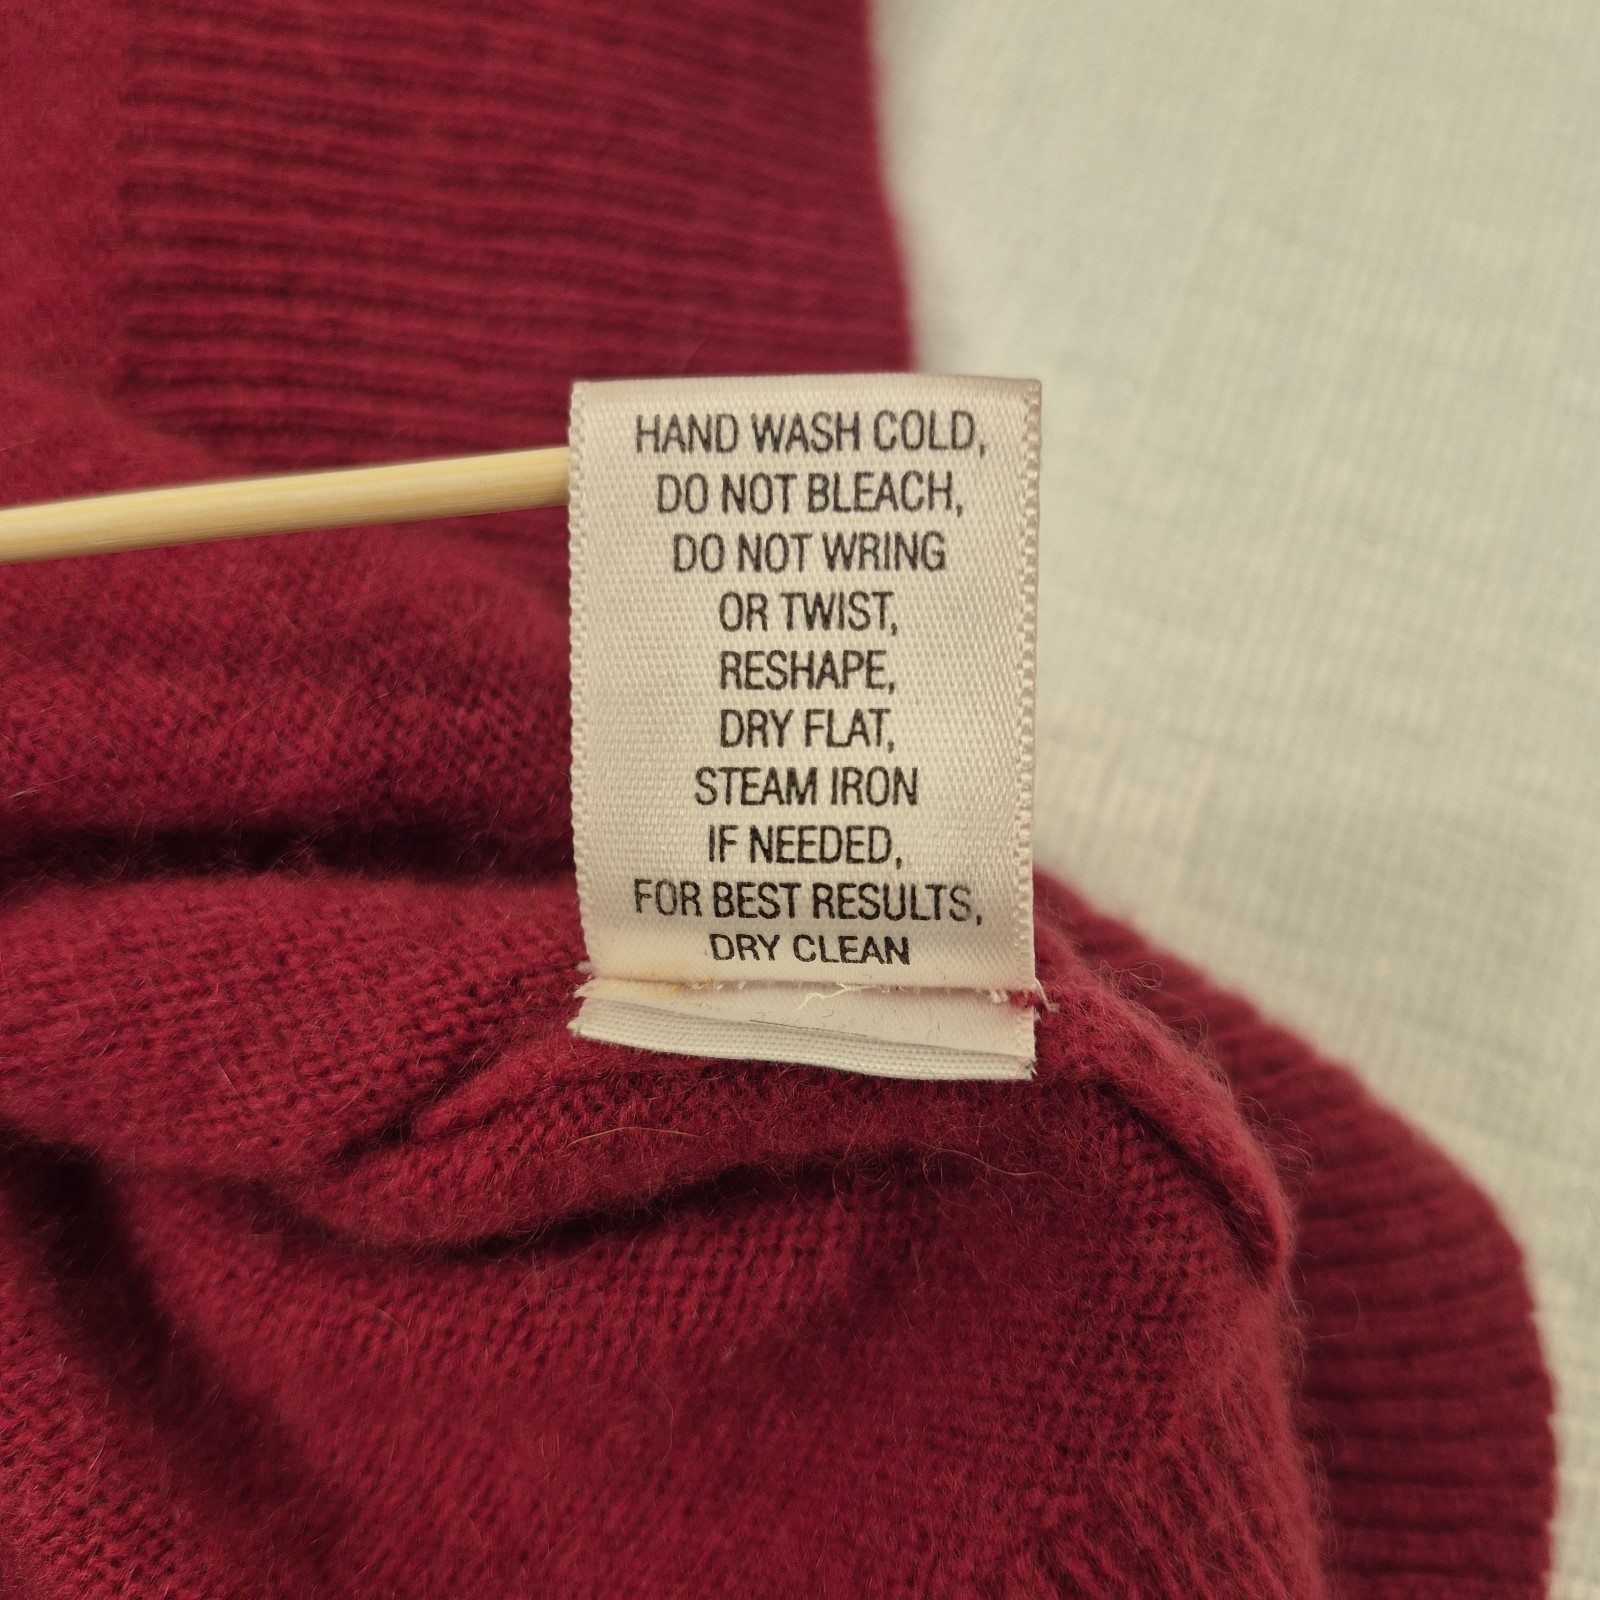 HAND WASH COLD,
DO NOT BLEACH,
DO NOT WRING
OR TWIST,
RESHAPE,
DRY FLAT,
STEAM IRON
IF NEEDED,
FOR BEST RESULTS,
DRY CLEAN